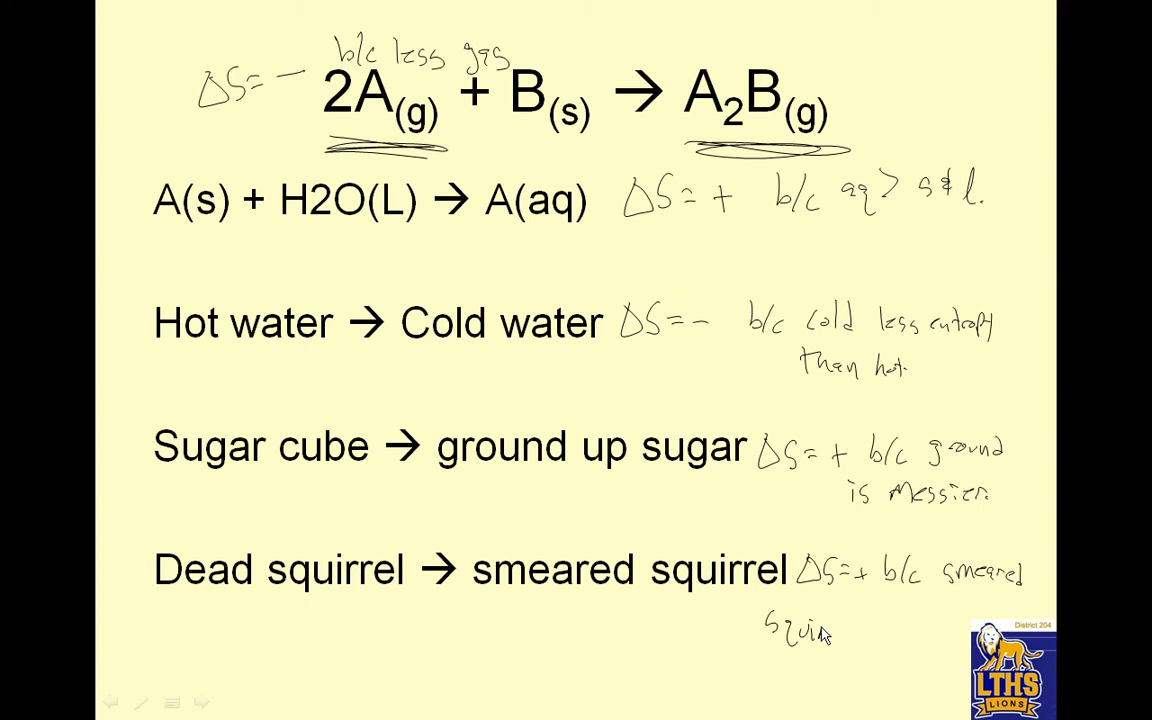 b/c less gas
ΔS = − 2A(g) + B(s) → A2B(g)
A(s) + H2O(L) → A(aq) ΔS = + b/c aq > s & l.
Hot water → Cold water ΔS = − b/c cold less entropy
than hot.
Sugar cube → ground up sugar ΔS = + b/c ground
is messier.
Dead squirrel → smeared squirrel ΔS = + b/c smeared
squir
District 204
LTHS
LIONS